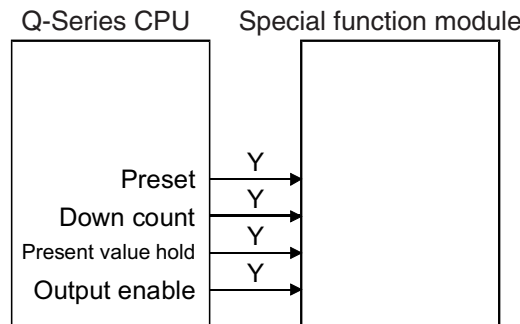 Q-Series CPU Special function module
Preset Y
Down count Y
Present value hold Y
Output enable Y